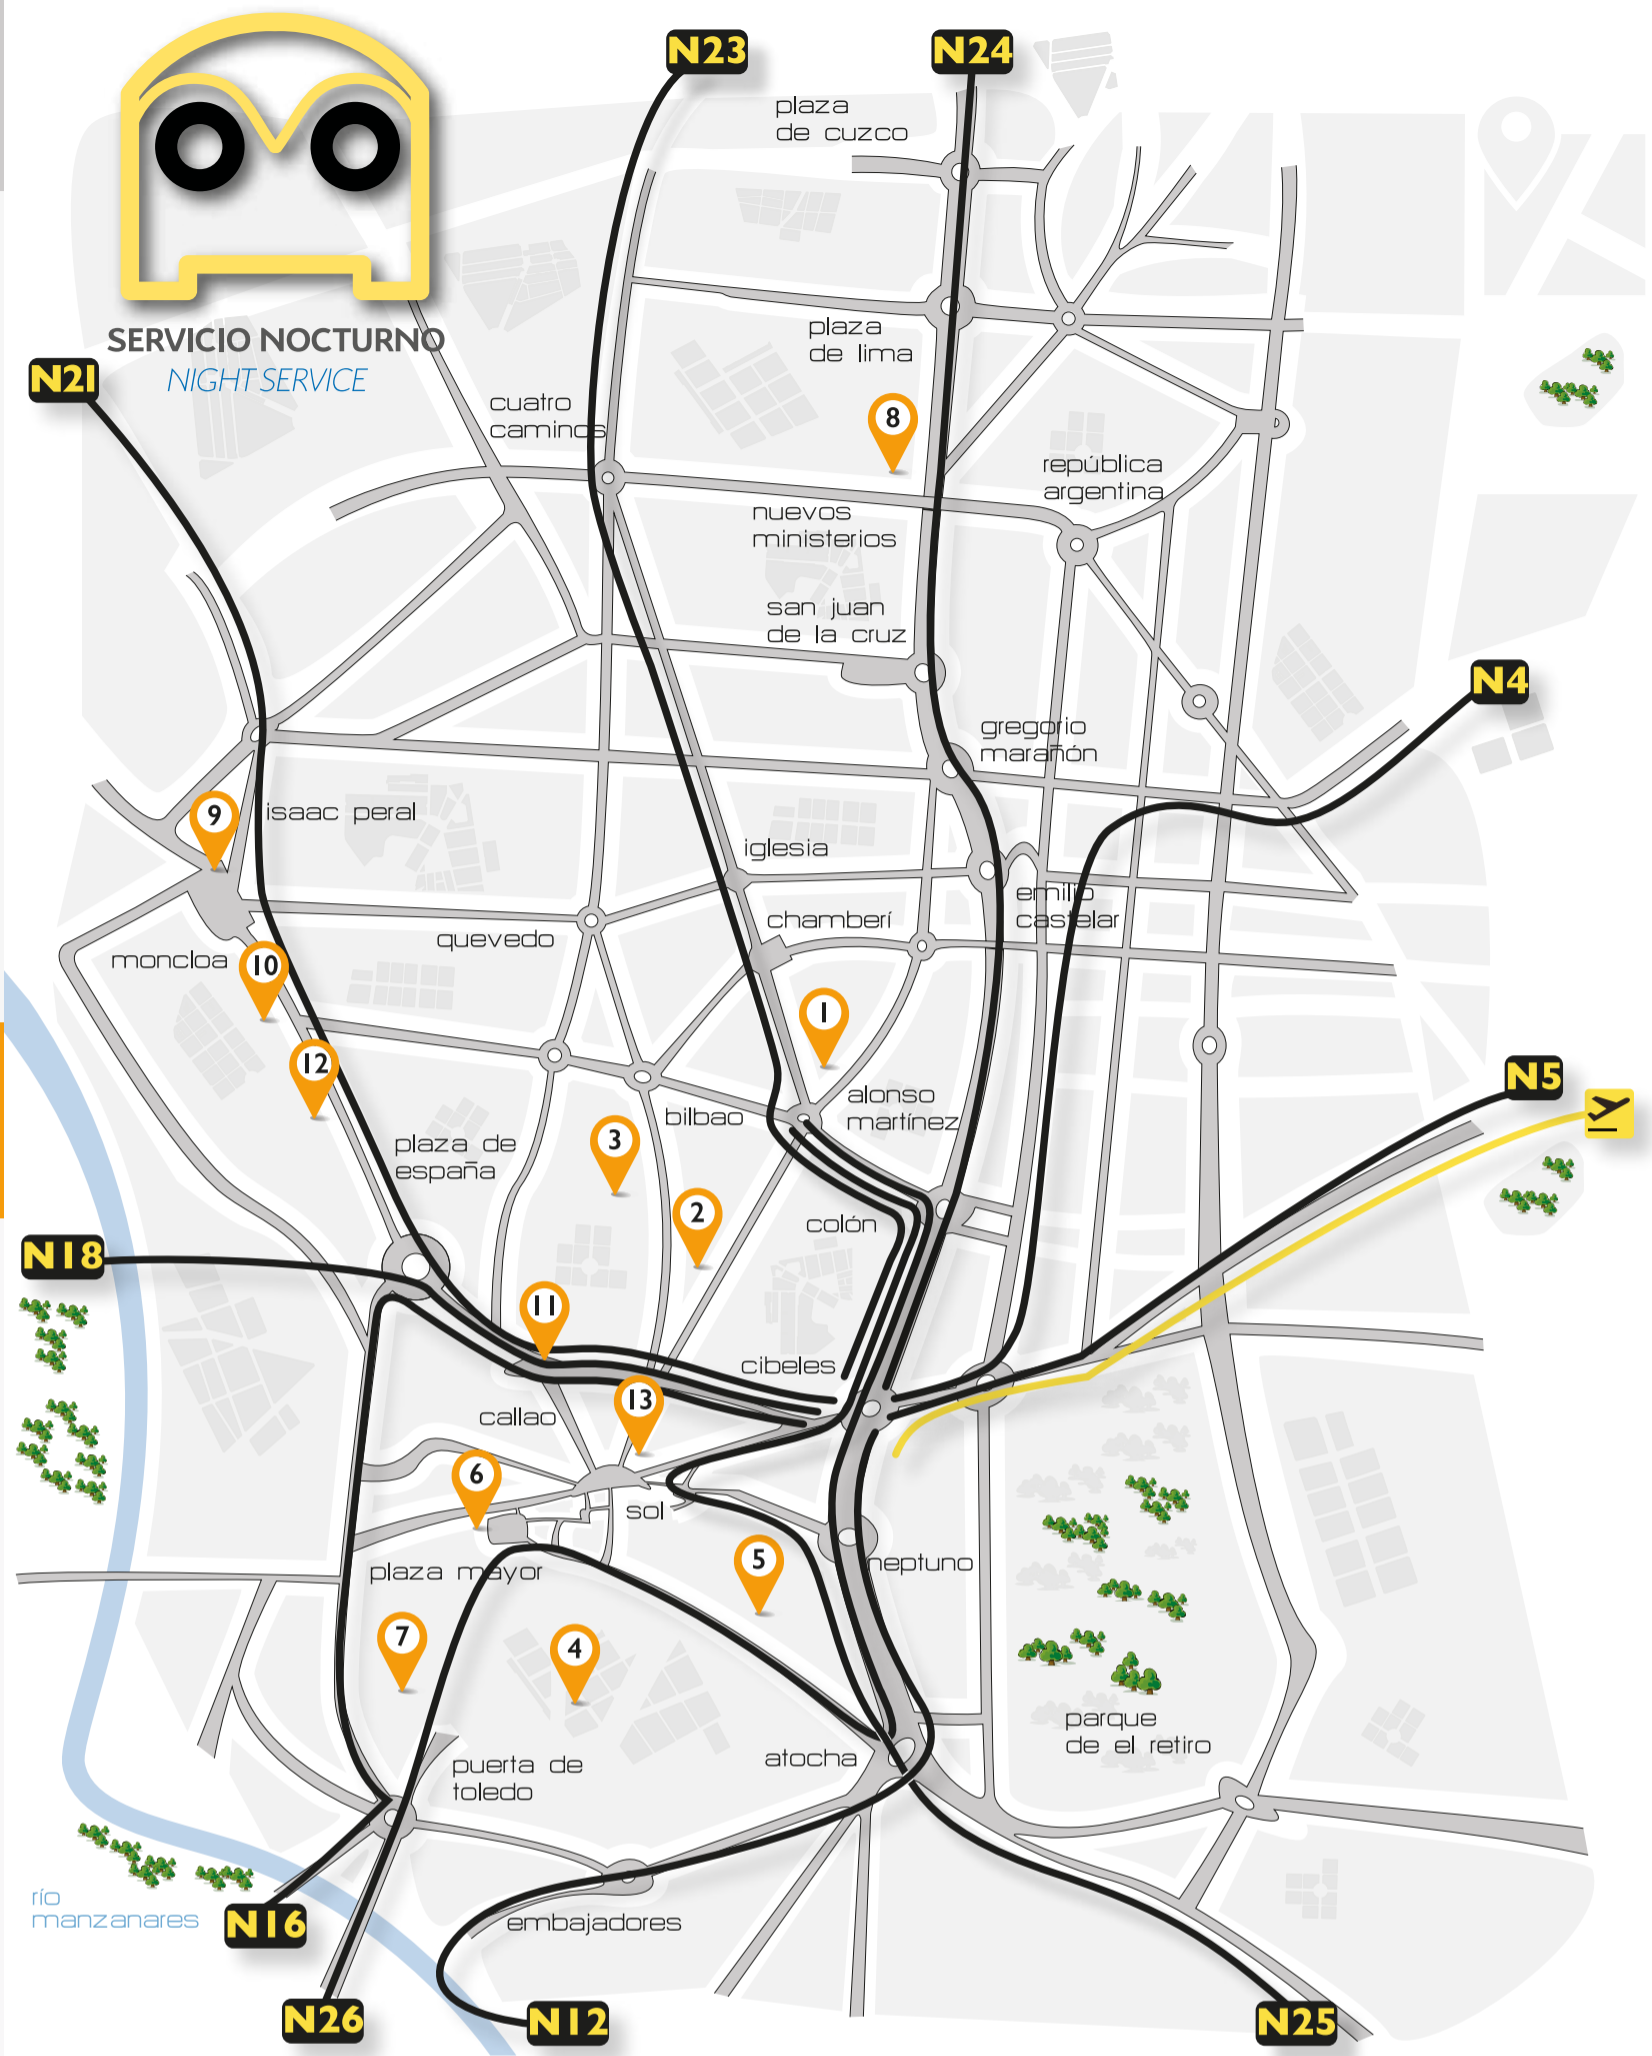 N23
N24
plaza
de cuzco
SERVICIO NOCTURNO
NIGHT SERVICE
N21
plaza
de lima
cuatro
caminos
8
república
argentina
nuevos
ministerios
san juan
de la cruz
N4
gregorio
marañón
9
isaac peral
iglesia
emilio
castelar
chamberí
quevedo
moncloa
10
1
12
N5
alonso
martínez
bilbao
3
plaza de
españa
2
colón
N18
11
cibeles
13
callao
6
sol
5
neptuno
plaza mayor
7
4
parque
de el retiro
atocha
puerta de
toledo
río
manzanares
N16
embajadores
N26
N12
N25